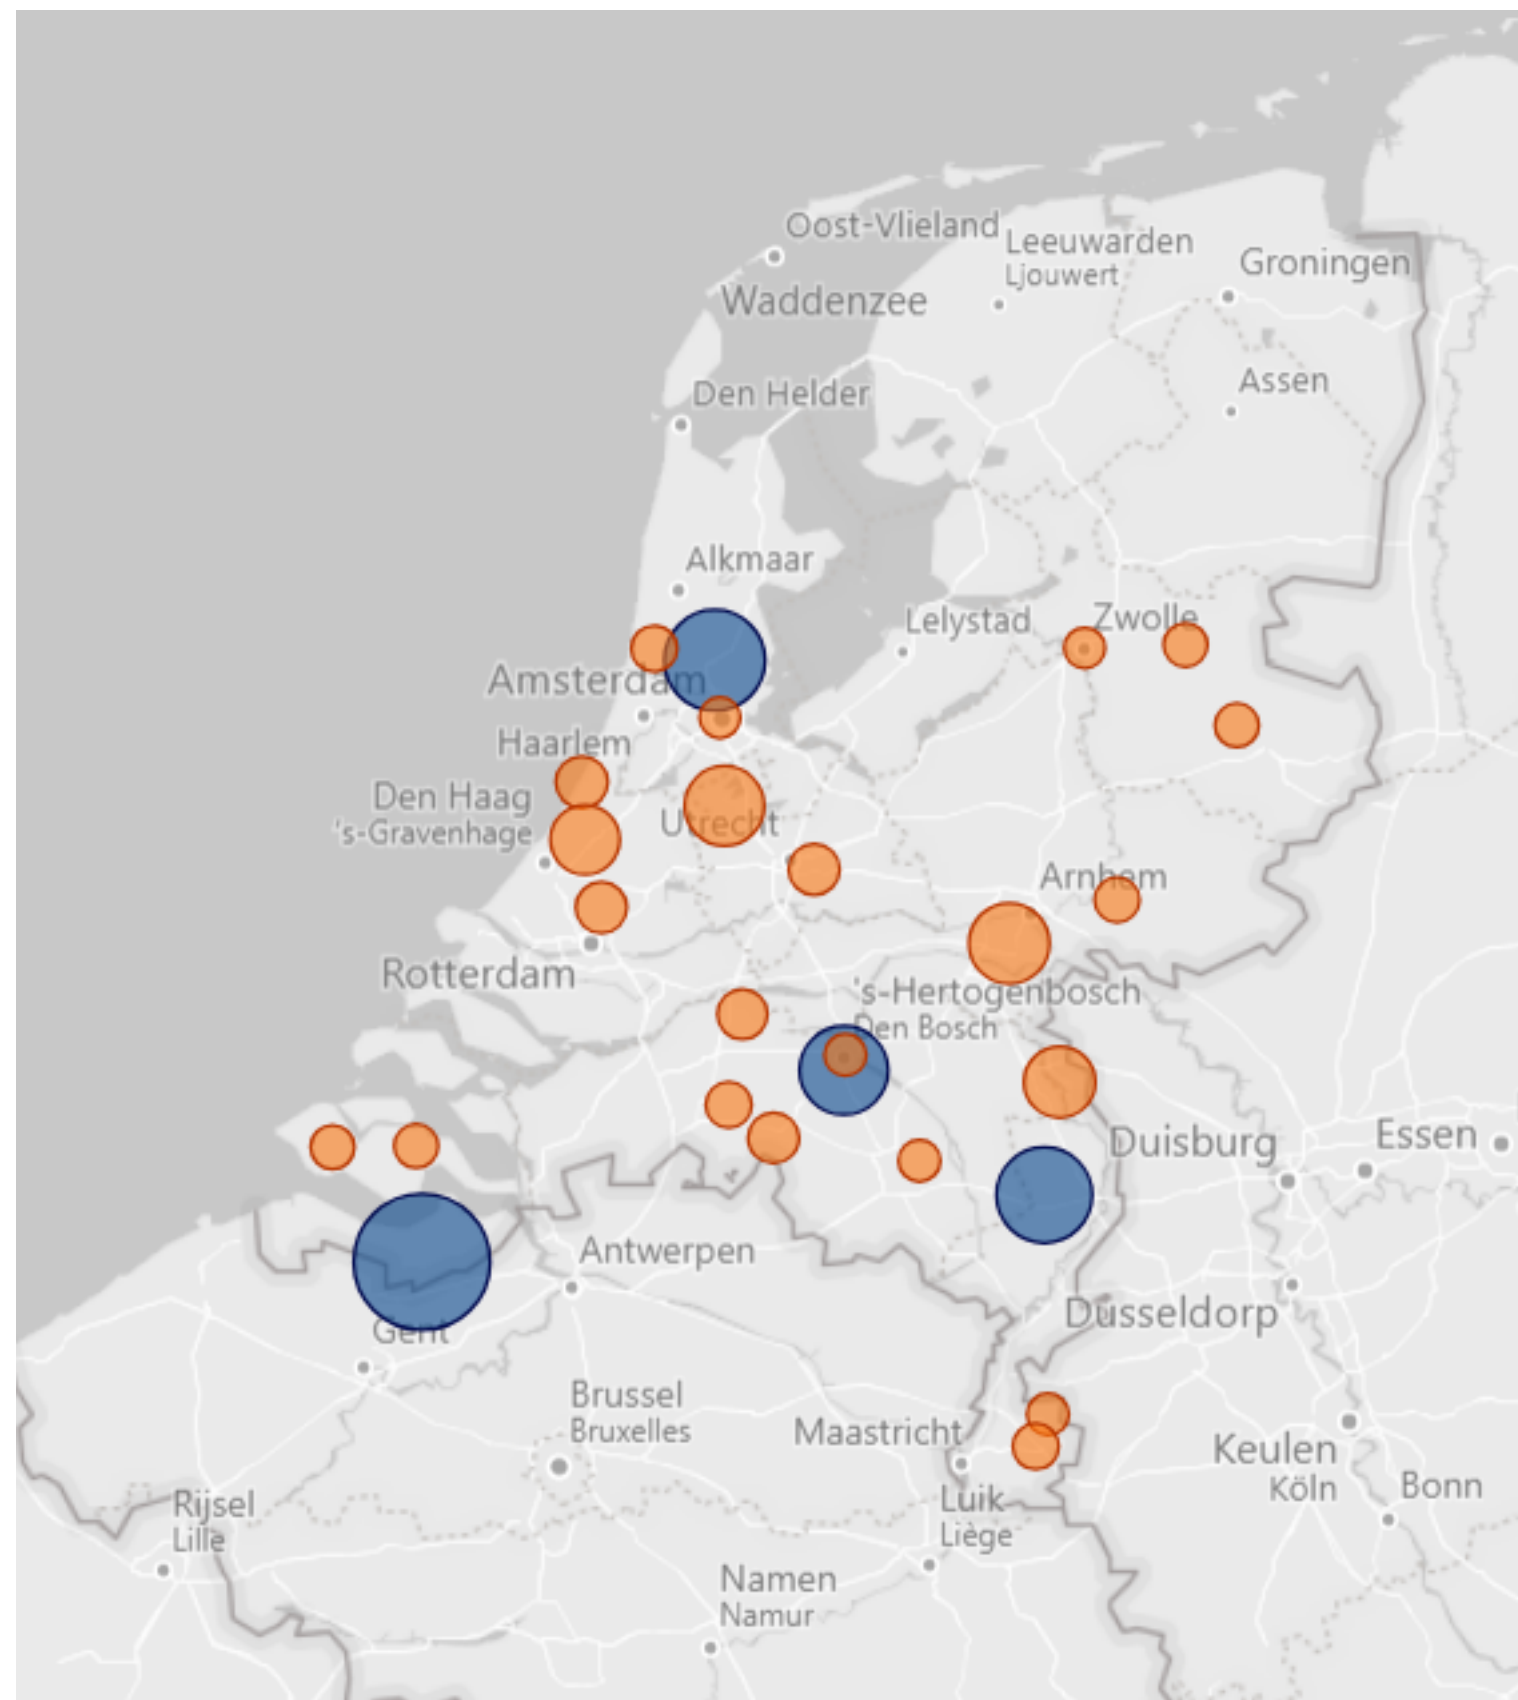 Oost-Vlieland
Leeuwarden
Ljouwert
Groningen
Waddenzee
Assen
Den Helder
Alkmaar
Lelystad
Zwolle
Amsterdam
Haarlem
Den Haag
's-Gravenhage
Utrecht
Arnhem
Rotterdam
's-Hertogenbosch
Den Bosch
Duisburg
Essen
Antwerpen
Gent
Düsseldorp
Brussel
Bruxelles
Maastricht
Keulen
Köln
Bonn
Rijsel
Lille
Luik
Liège
Namen
Namur